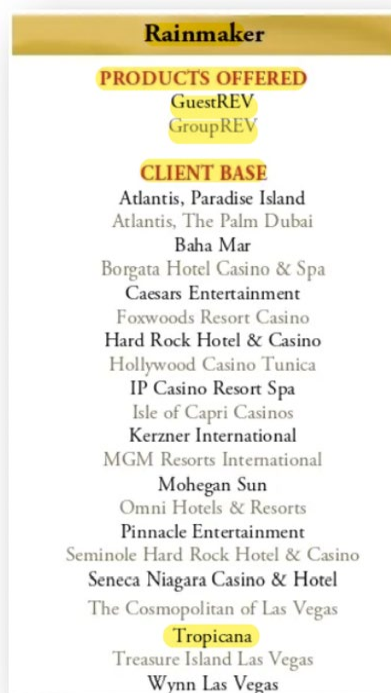 Rainmaker
PRODUCTS OFFERED
GuestREV
GroupREV
CLIENT BASE
Atlantis, Paradise Island
Atlantis, The Palm Dubai
Baha Mar
Borgata Hotel Casino & Spa
Caesars Entertainment
Foxwoods Resort Casino
Hard Rock Hotel & Casino
Hollywood Casino Tunica
IP Casino Resort Spa
Isle of Capri Casinos
Kerzner International
MGM Resorts International
Mohegan Sun
Omni Hotels & Resorts
Pinnacle Entertainment
Seminole Hard Rock Hotel & Casino
Seneca Niagara Casino & Hotel
The Cosmopolitan of Las Vegas
Tropicana
Treasure Island Las Vegas
Wynn Las Vegas